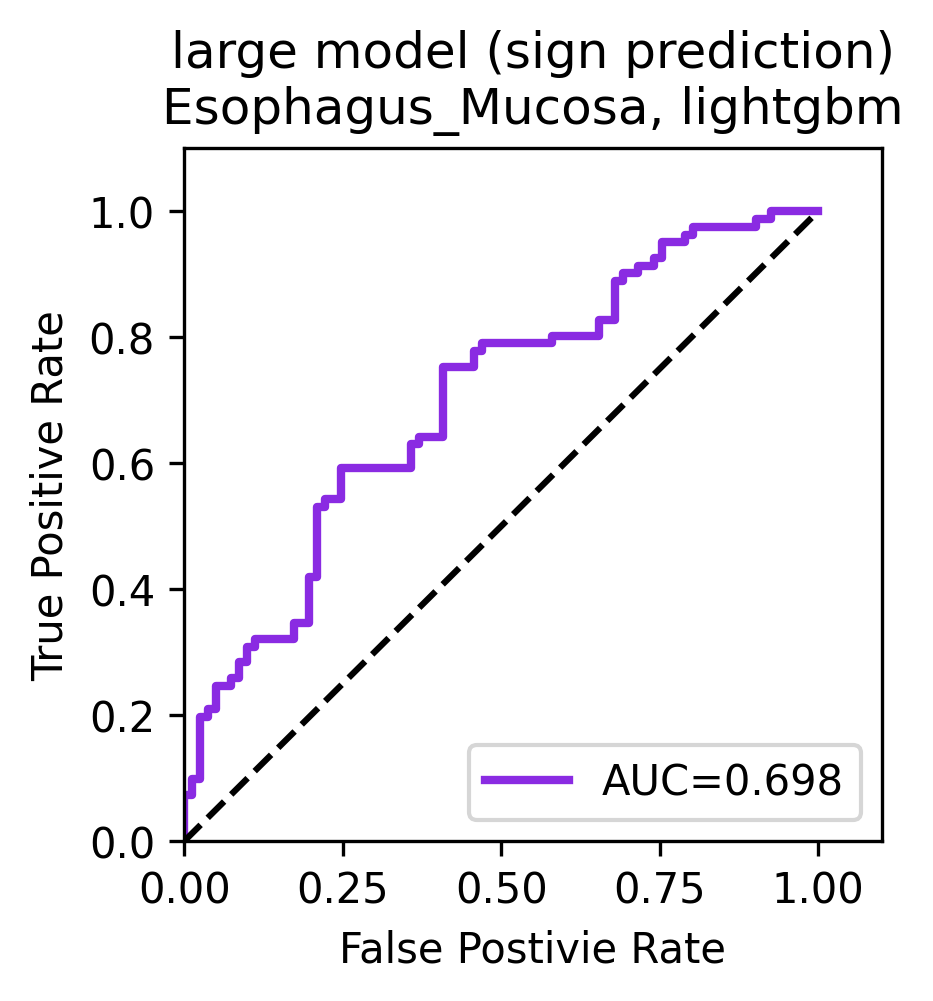 large model (sign prediction)
Esophagus_Mucosa, lightgbm
True Positive Rate
1.0
0.8
0.6
0.4
0.2
0.0
AUC=0.698
0.00 0.25 0.50 0.75 1.00
False Postivie Rate